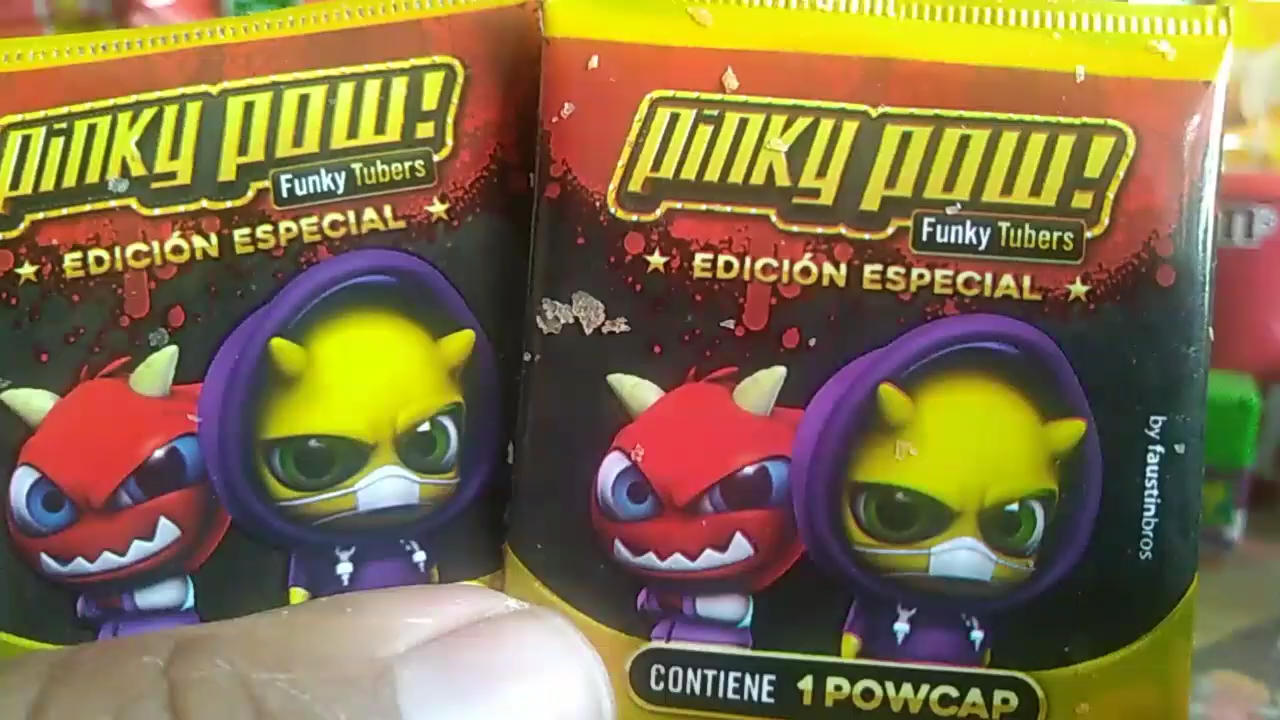 pinky pow!
Funky Tubers
EDICIÓN ESPECIAL
pinky pow!
Funky Tubers
EDICIÓN ESPECIAL
by faustinbros
CONTIENE 1 POWCAP